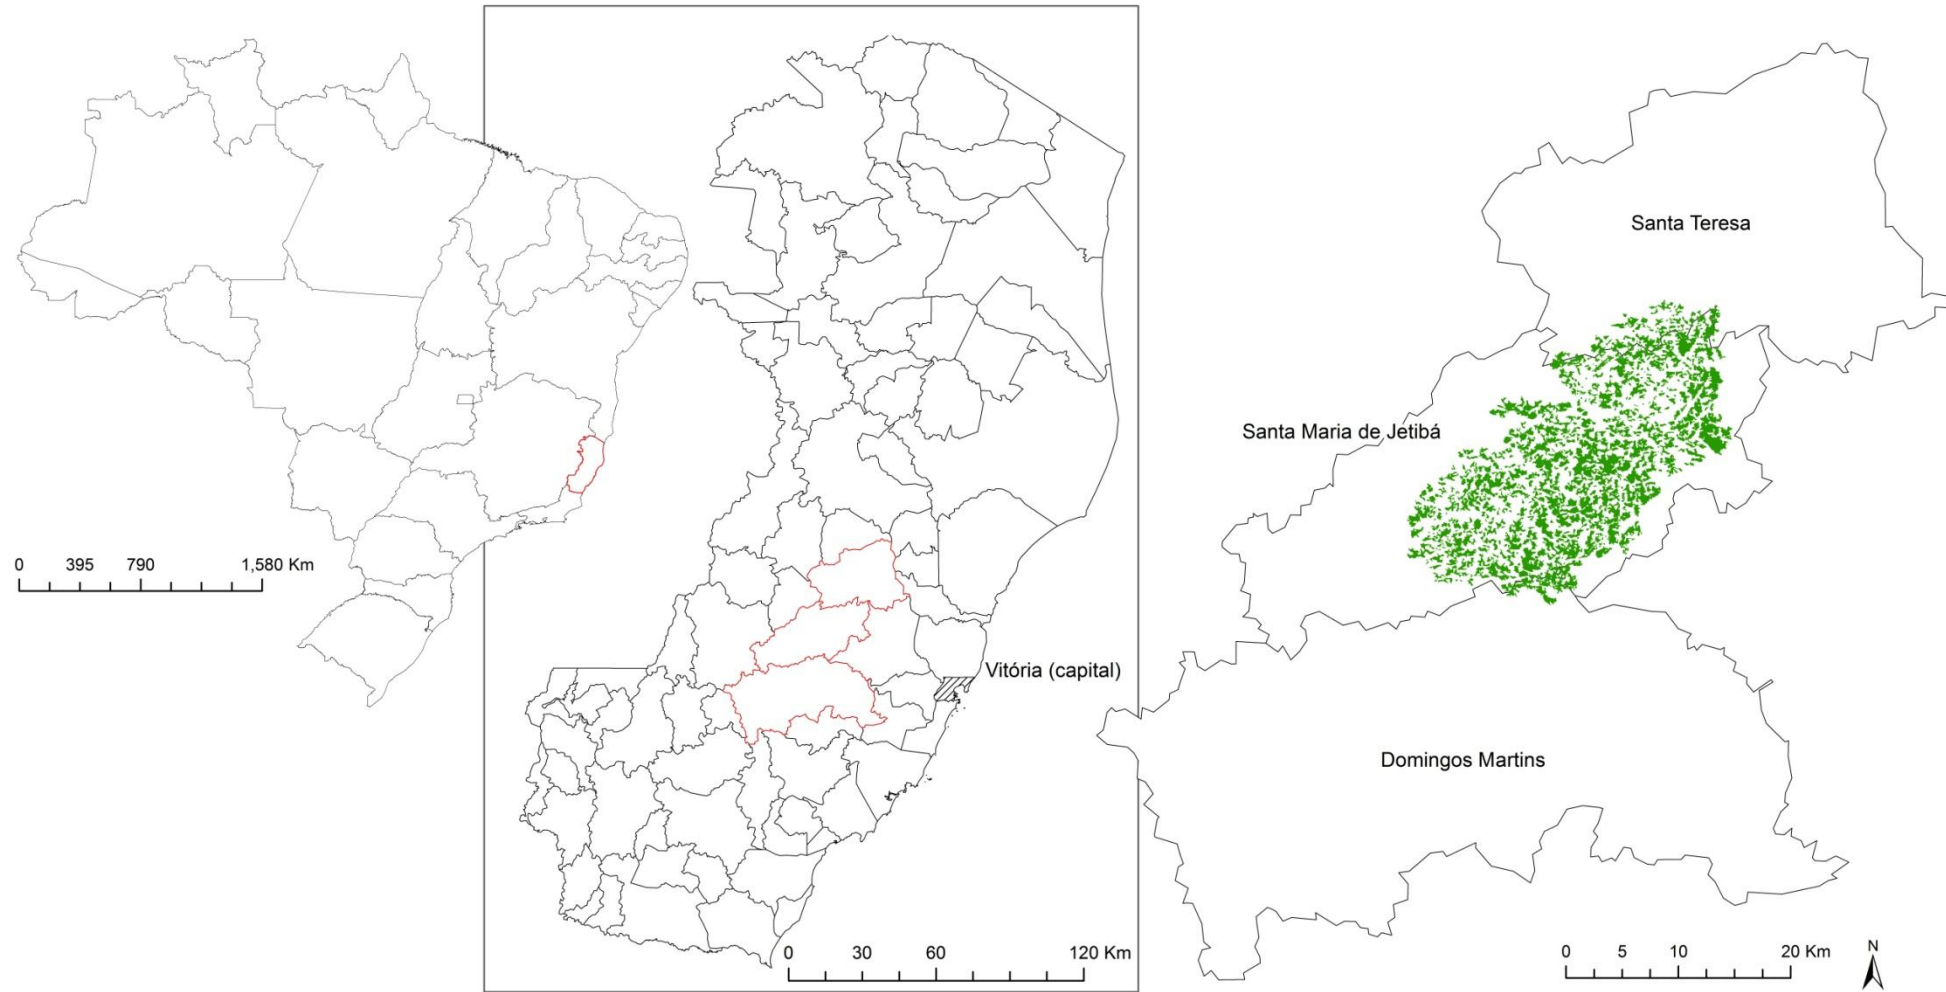 0 395 790 1,580 Km
Vitória (capital)
0 30 60 120 Km
Santa Teresa
Santa Maria de Jetibá
Domingos Martins
0 5 10 20 Km
N